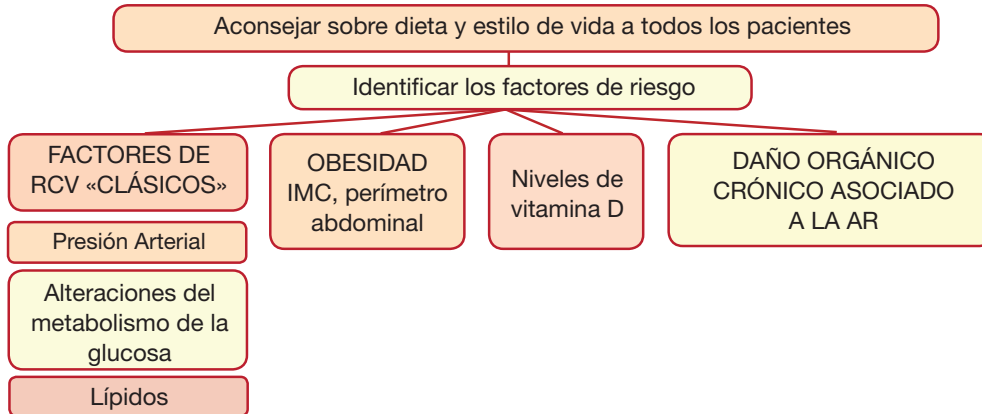 Aconsejar sobre dieta y estilo de vida a todos los pacientes
Identificar los factores de riesgo
FACTORES DE
RCV «CLÁSICOS»
Presión Arterial
Alteraciones del
metabolismo de la
glucosa
Lípidos
OBESIDAD
IMC, perímetro
abdominal
Niveles de
vitamina D
DAÑO ORGÁNICO
CRÓNICO ASOCIADO
A LA AR